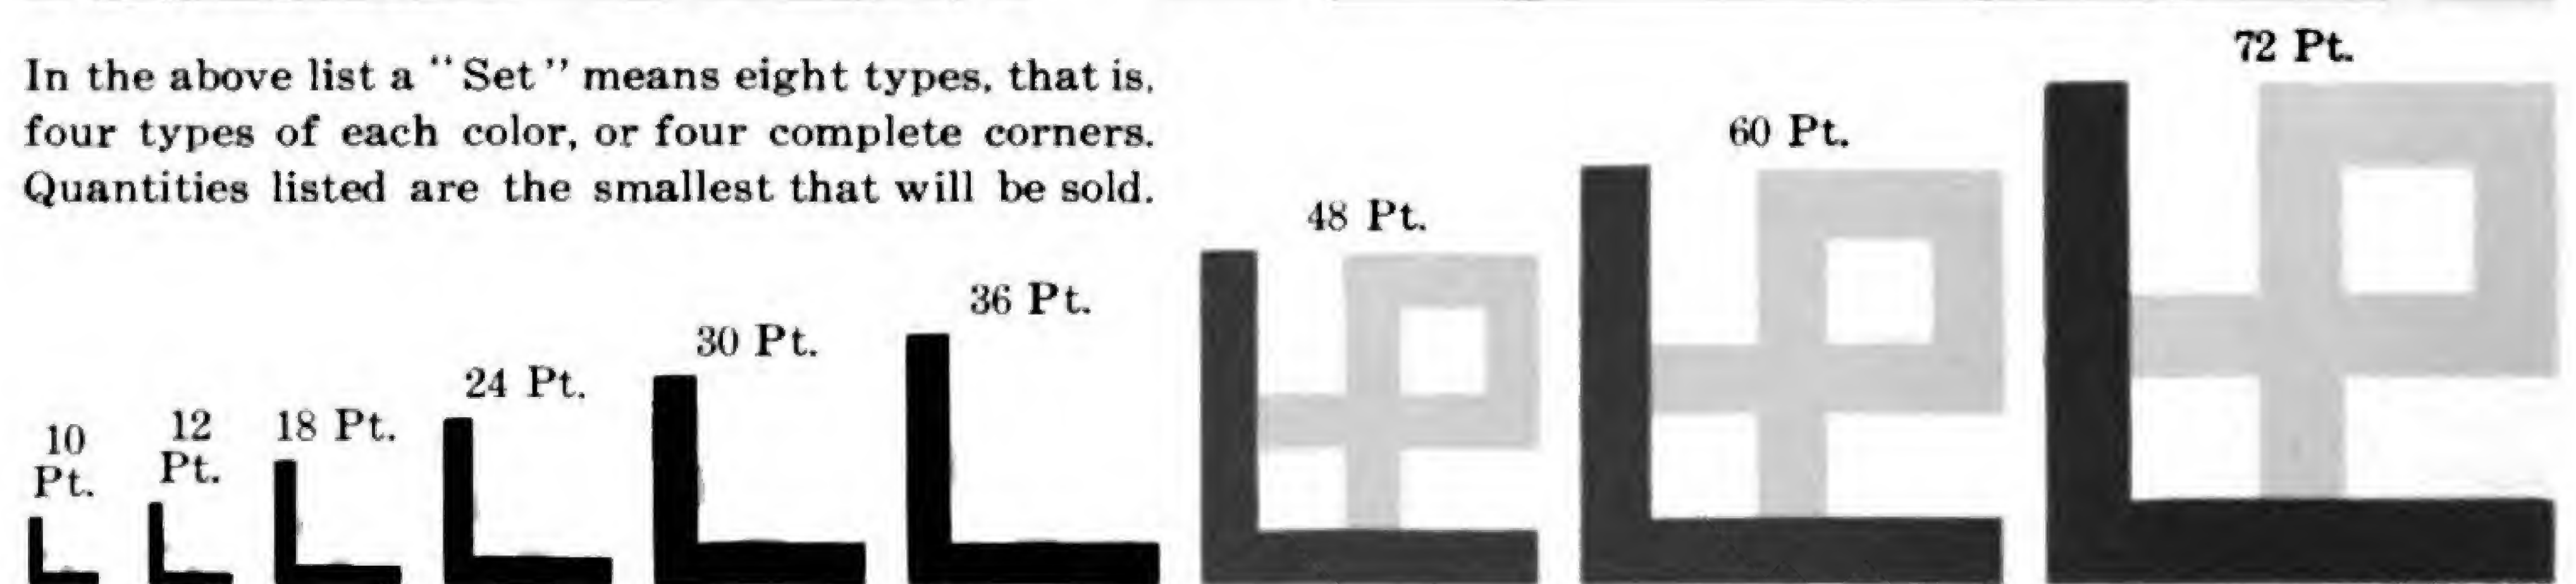 In the above list a "Set" means eight types, that is,
four types of each color, or four complete corners.
Quantities listed are the smallest that will be sold.
10
Pt.
12
Pt.
18 Pt.
24 Pt.
30 Pt.
36 Pt.
48 Pt.
60 Pt.
72 Pt.